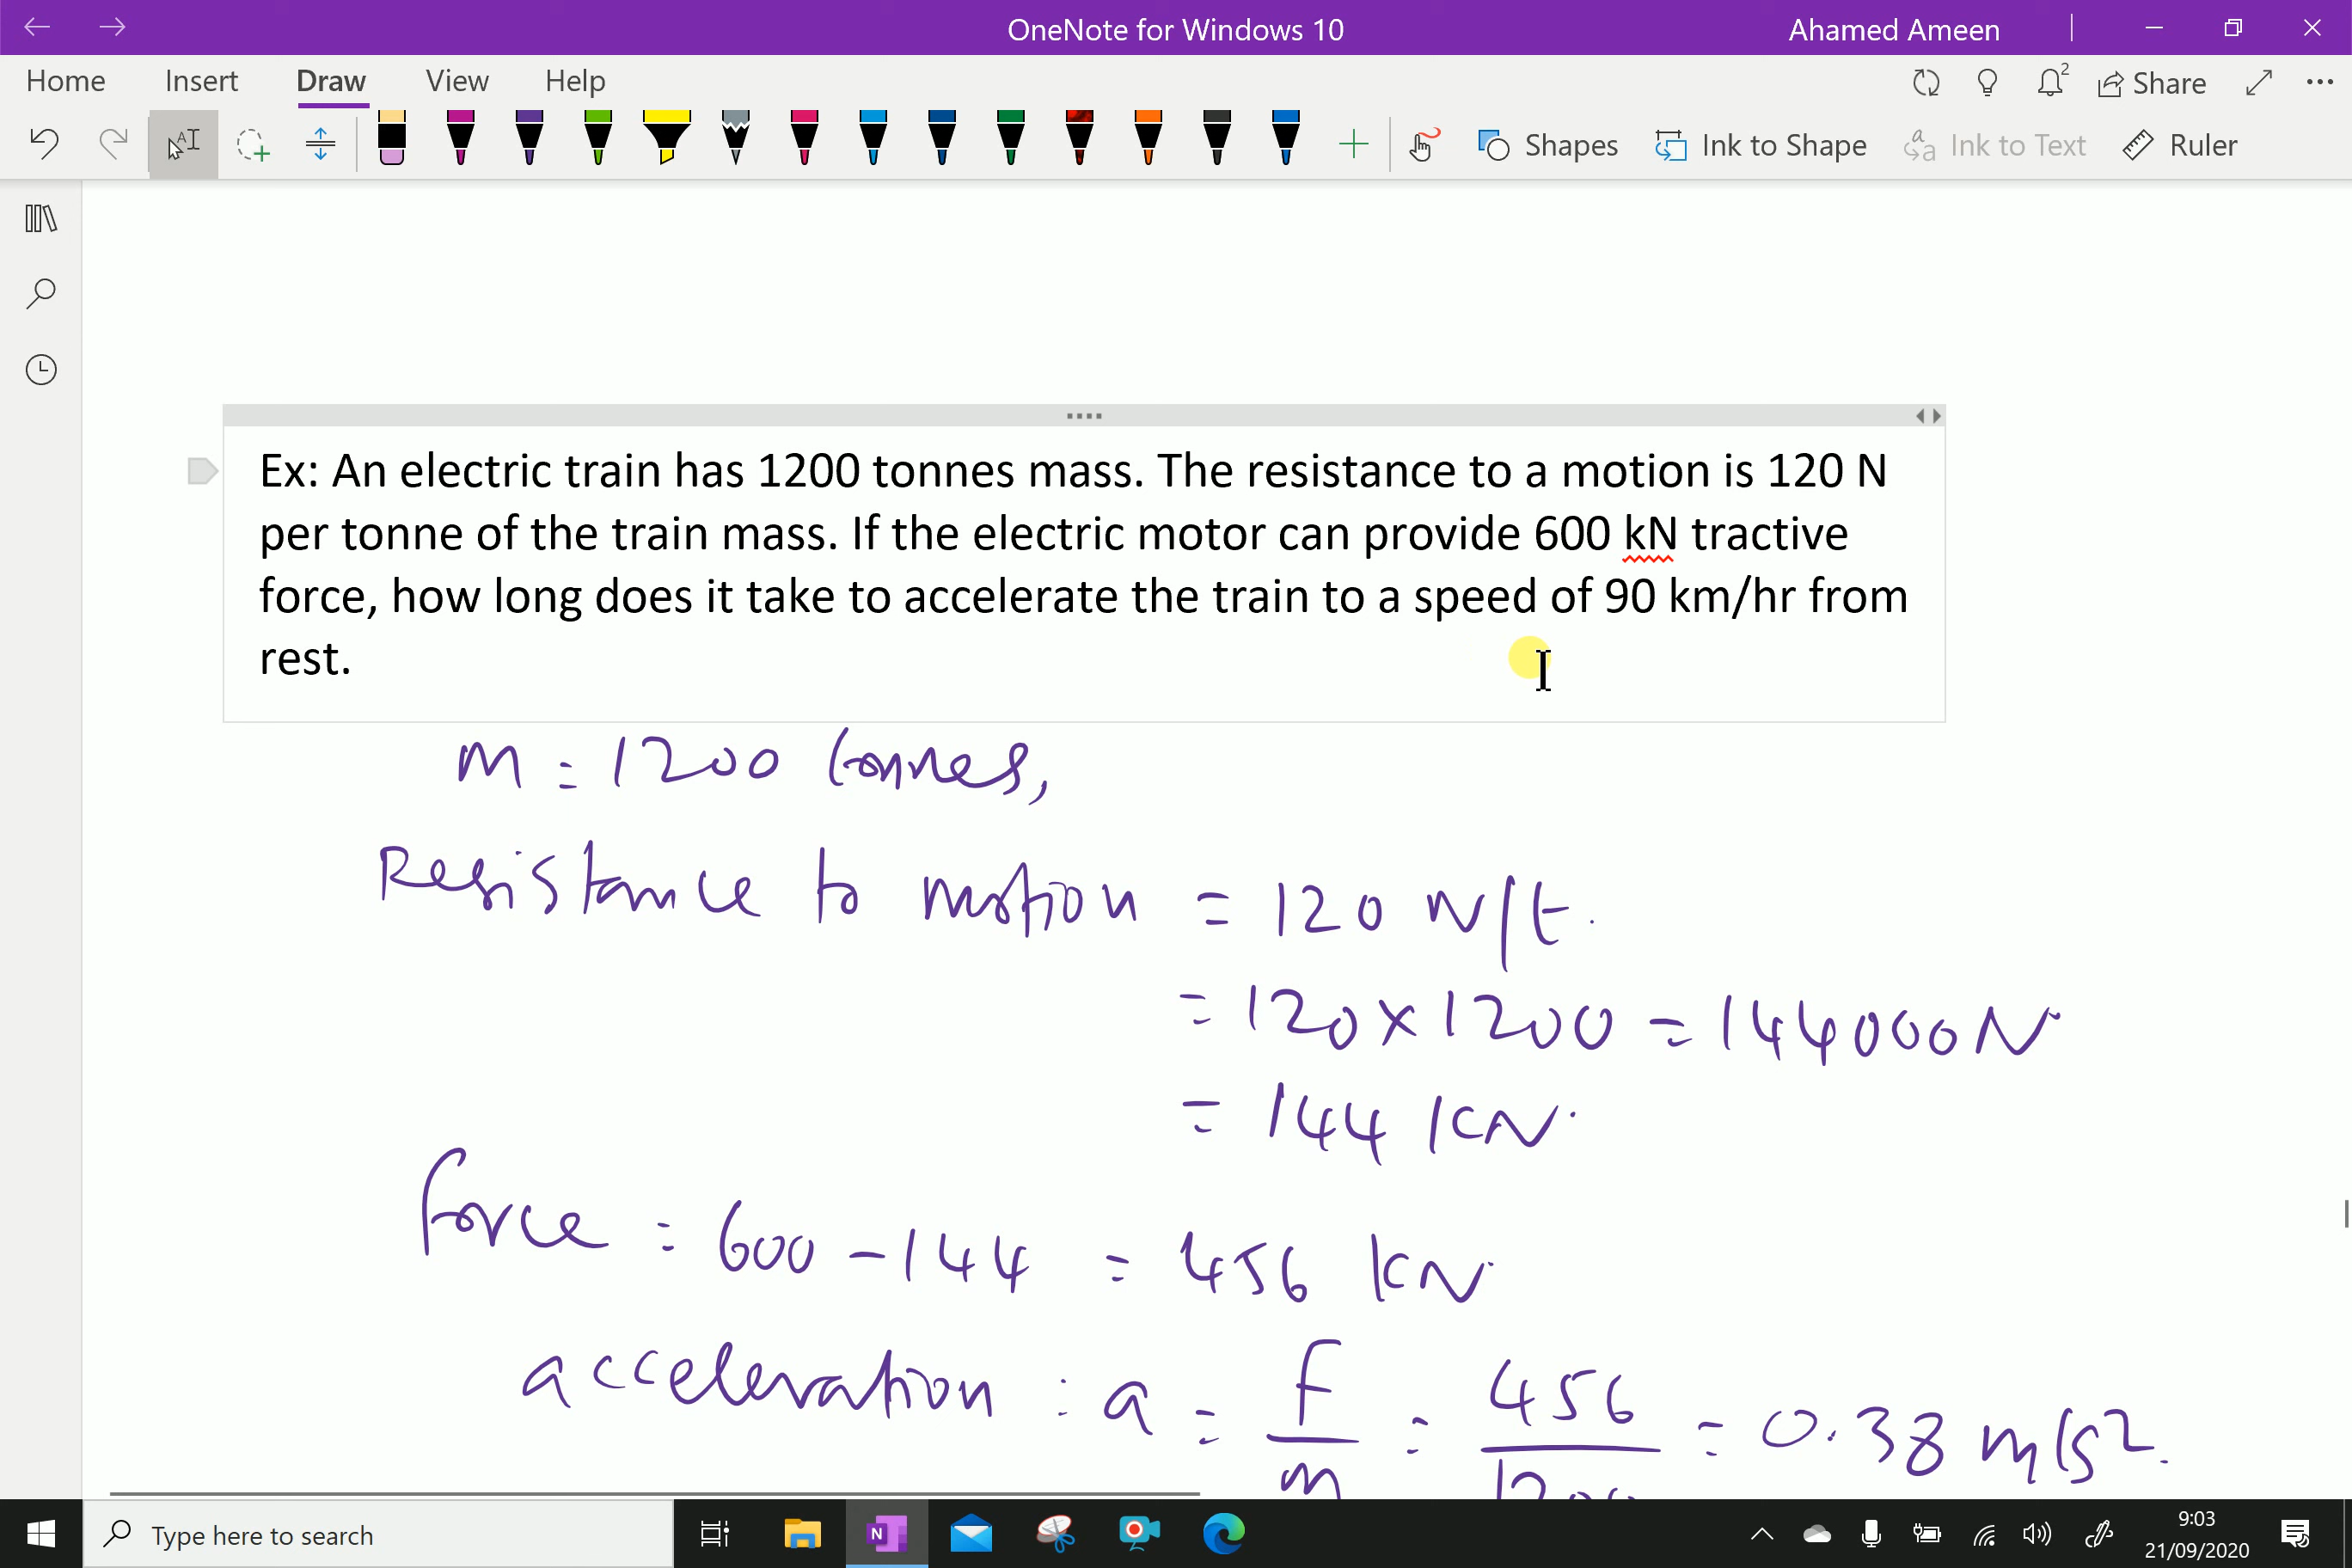 OneNote for Windows 10
Ahamed Ameen
Home Insert Draw View Help
2 Share
Shapes Ink to Shape Ink to Text Ruler
Ex: An electric train has 1200 tonnes mass. The resistance to a motion is 120 N
per tonne of the train mass. If the electric motor can provide 600 kN tractive
force, how long does it take to accelerate the train to a speed of 90 km/hr from
rest.
m = 1200 tonnes,
Resistance to motion = 120 N/t.
= 120 x 1200 = 144000 N.
= 144 KN.
force = 600 - 144 = 456 KN.
acceleration : a = F/m = 456/1200 = 0.38 m/s².
Type here to search
9:03
21/09/2020